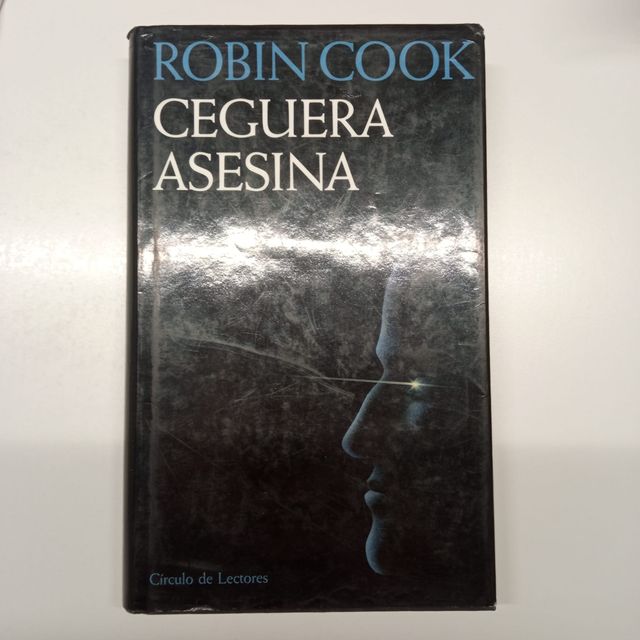 ROBIN COOK
CEGUERA
ASESINA
Círculo de Lectores